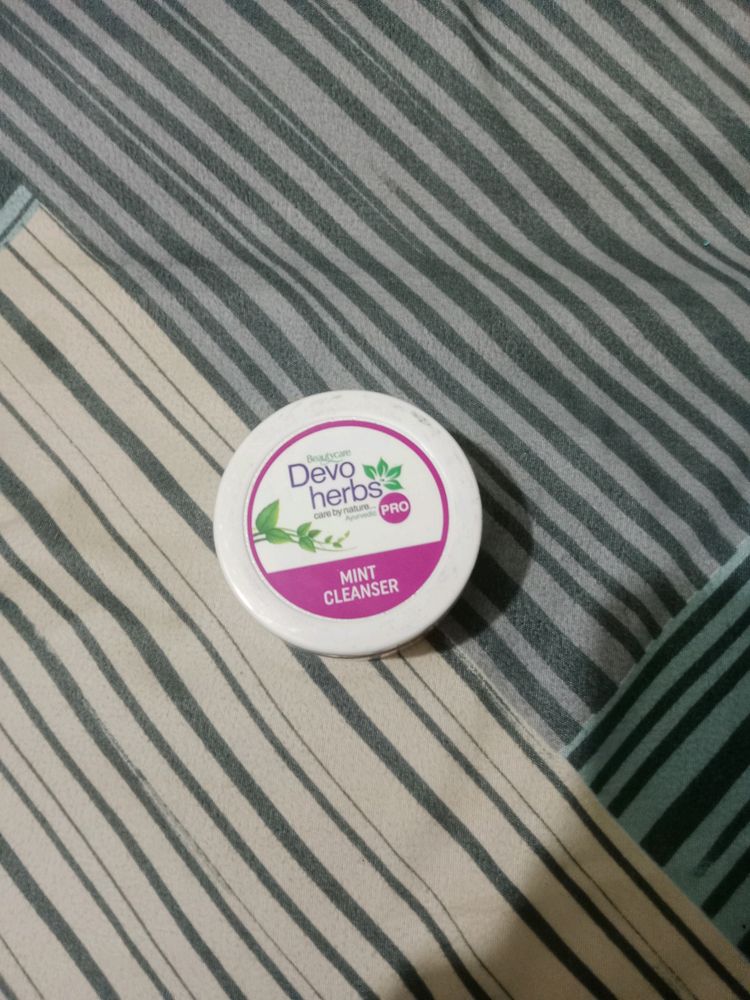 Beautycare
Devo
herbs
care by nature...
Ayurvedic
PRO
MINT
CLEANSER